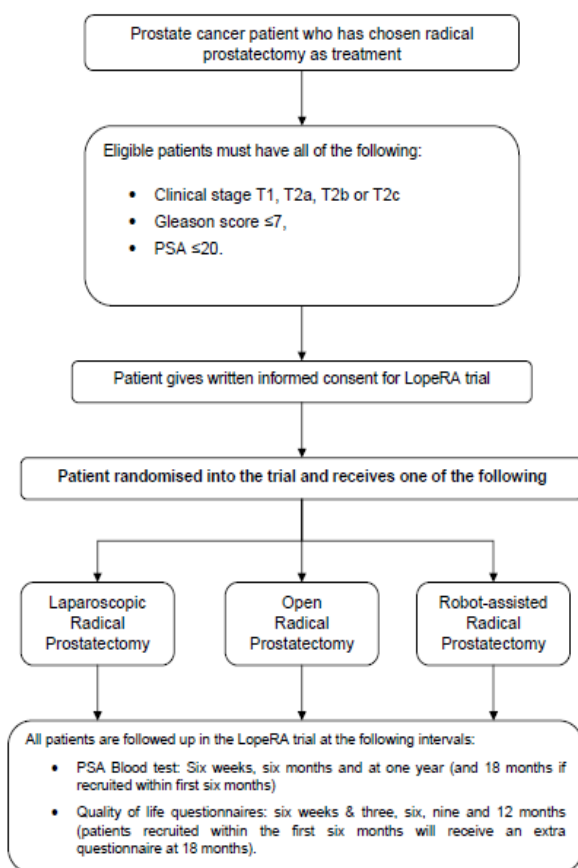 Prostate cancer patient who has chosen radical
prostatectomy as treatment
Eligible patients must have all of the following:
• Clinical stage T1, T2a, T2b or T2c
• Gleason score ≤7,
• PSA ≤20.
Patient gives written informed consent for LopeRA trial
Patient randomised into the trial and receives one of the following
Laparoscopic
Radical
Prostatectomy
Open
Radical
Prostatectomy
Robot-assisted
Radical
Prostatectomy
All patients are followed up in the LopeRA trial at the following intervals:
• PSA Blood test: Six weeks, six months and at one year (and 18 months if
recruited within first six months)
• Quality of life questionnaires: six weeks & three, six, nine and 12 months
(patients recruited within the first six months will receive an extra
questionnaire at 18 months).